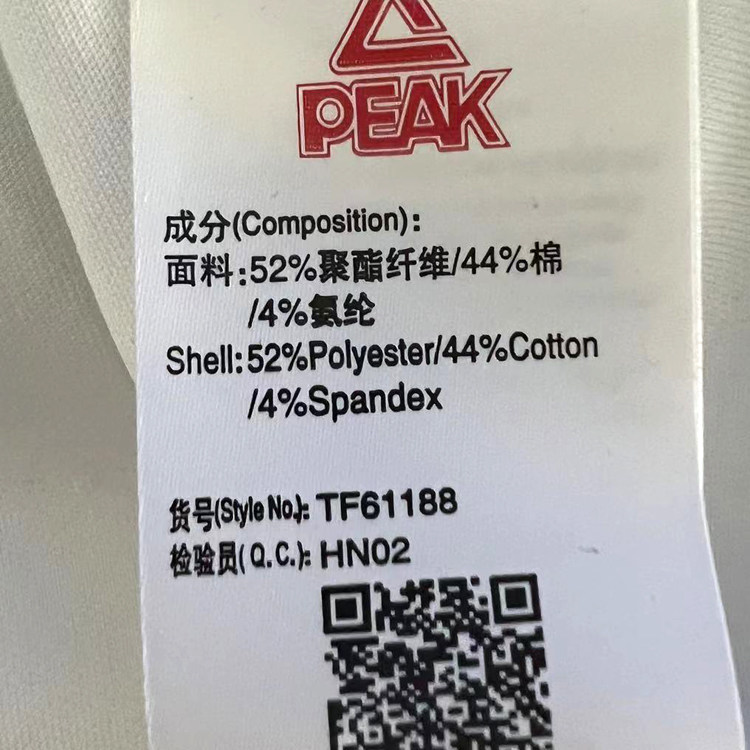 PEAK
成分(Composition):
面料:52%聚酯纤维/44%棉
/4%氨纶
Shell:52%Polyester/44%Cotton
/4%Spandex
货号(Style No.): TF61188
检验员(Q.C.): HN02